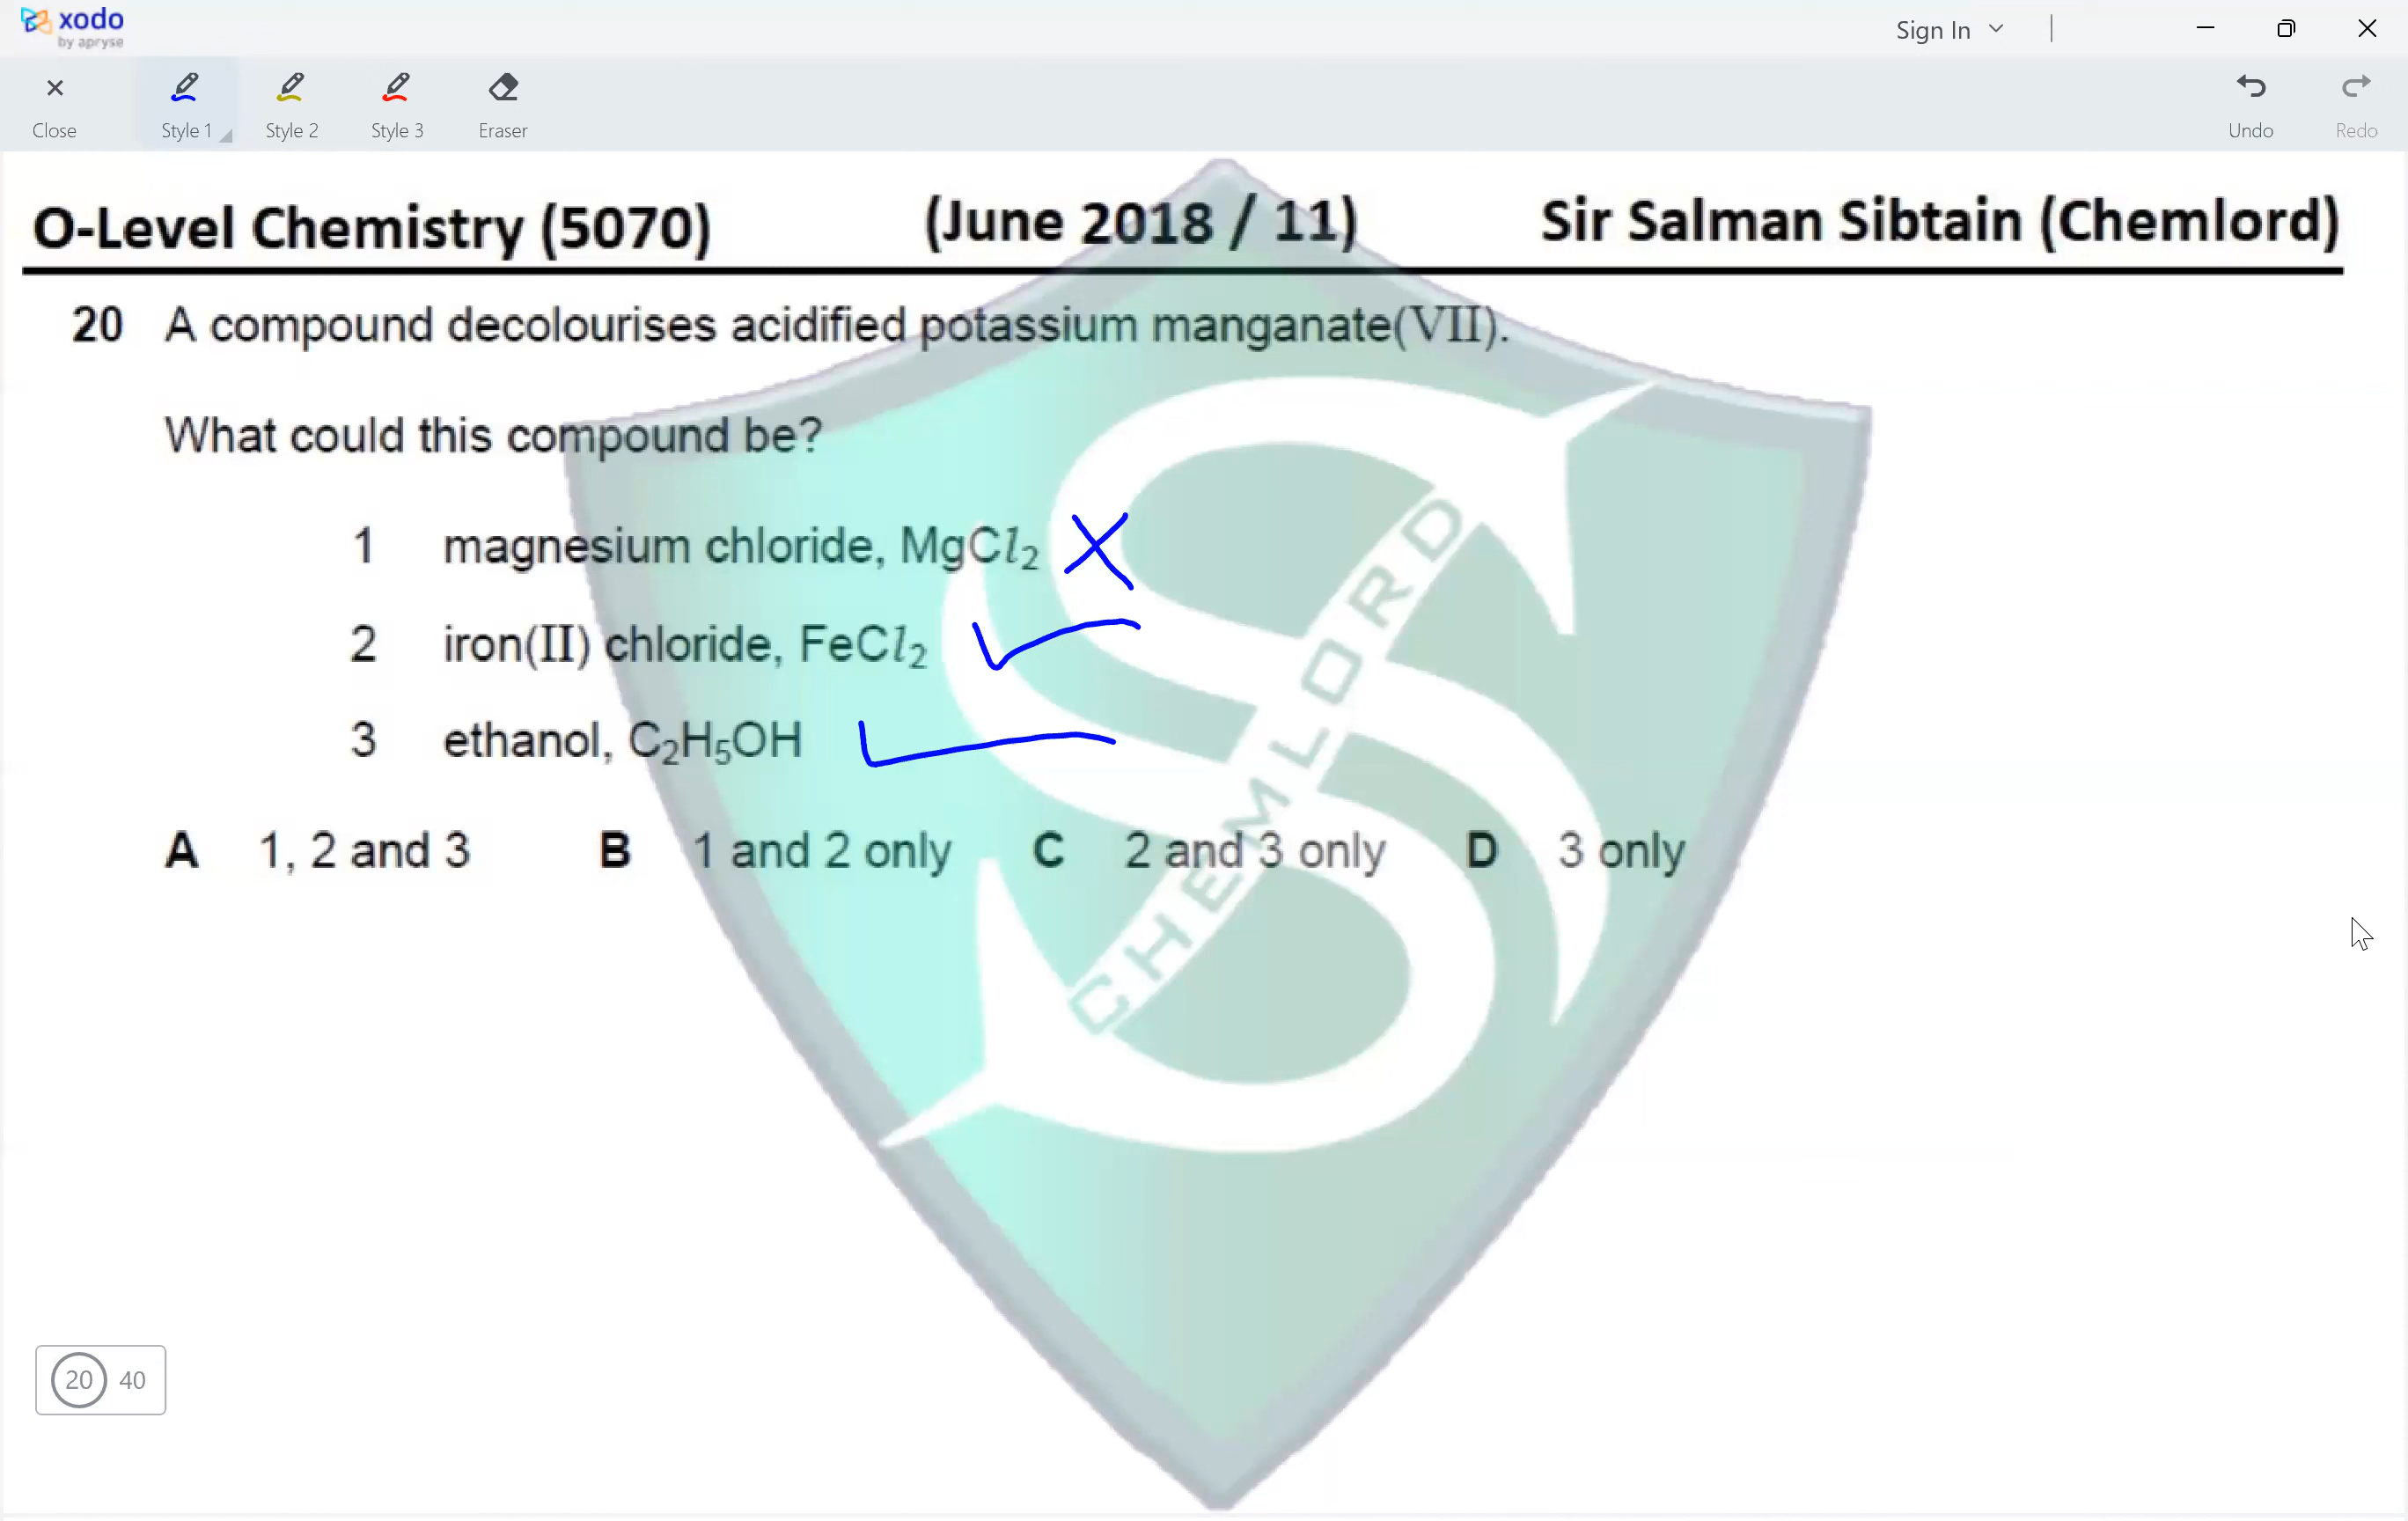 xodo
by apryse
Sign In
Close
Style 1
Style 2
Style 3
Eraser
Undo
Redo
O-Level Chemistry (5070) (June 2018 / 11) Sir Salman Sibtain (Chemlord)
20 A compound decolourises acidified potassium manganate(VII).
What could this compound be?
1 magnesium chloride, MgCl₂
2 iron(II) chloride, FeCl₂
3 ethanol, C₂H₅OH
A 1, 2 and 3 B 1 and 2 only C 2 and 3 only D 3 only
CHEMLORD
20 40